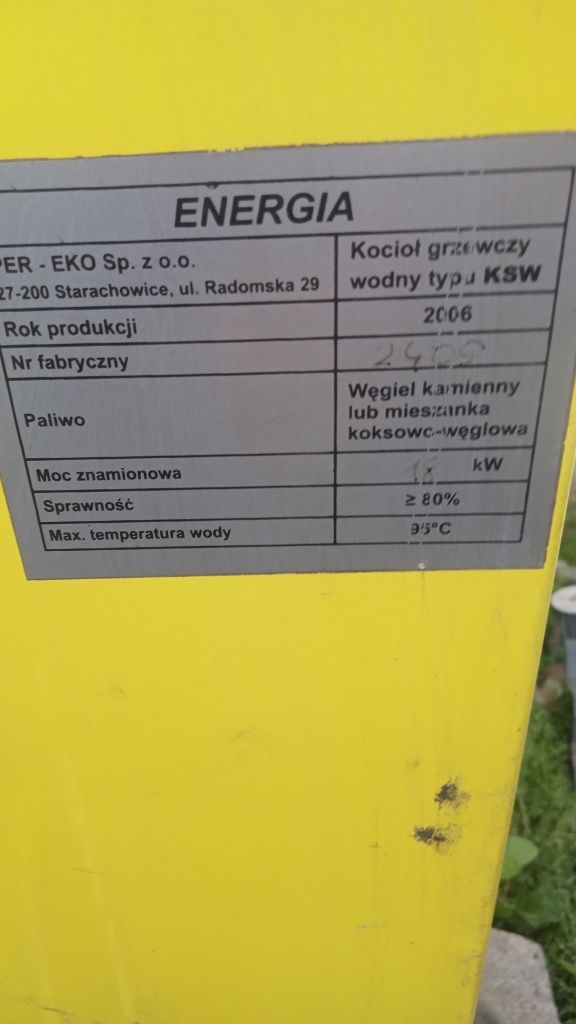 ENERGIA
PER - EKO Sp. z o.o.
27-200 Starachowice, ul. Radomska 29
Kocioł grzewczy
wodny typu KSW
Rok produkcji
2006
Nr fabryczny
Paliwo
Węgiel kamienny
lub mieszanka
koksowo-węglowa
Moc znamionowa
kW
Sprawność
≥ 80%
Max. temperatura wody
95°C